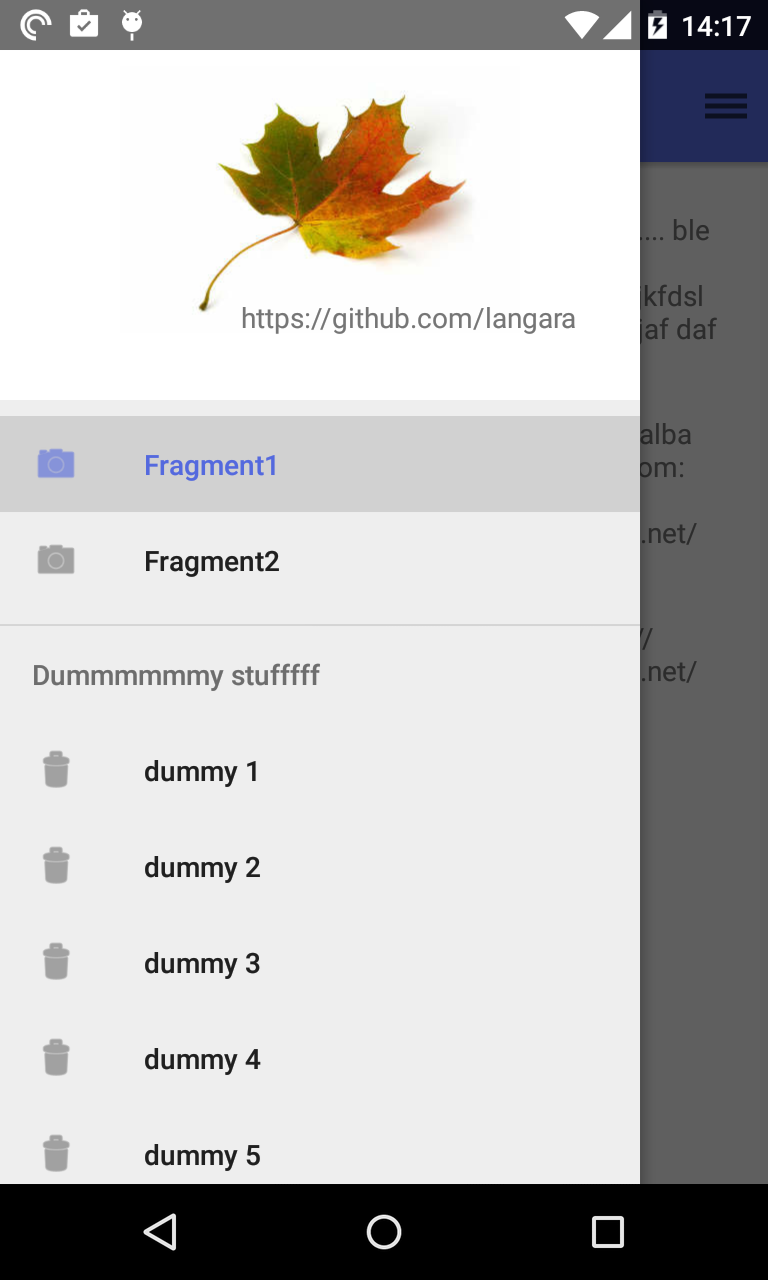 14:17
.... ble
https://github.com/langara
kfdsl
jaf daf
alba
om:
.net/
//
.net/
Fragment1
Fragment2
Dummmmmmy stufffff
dummy 1
dummy 2
dummy 3
dummy 4
dummy 5